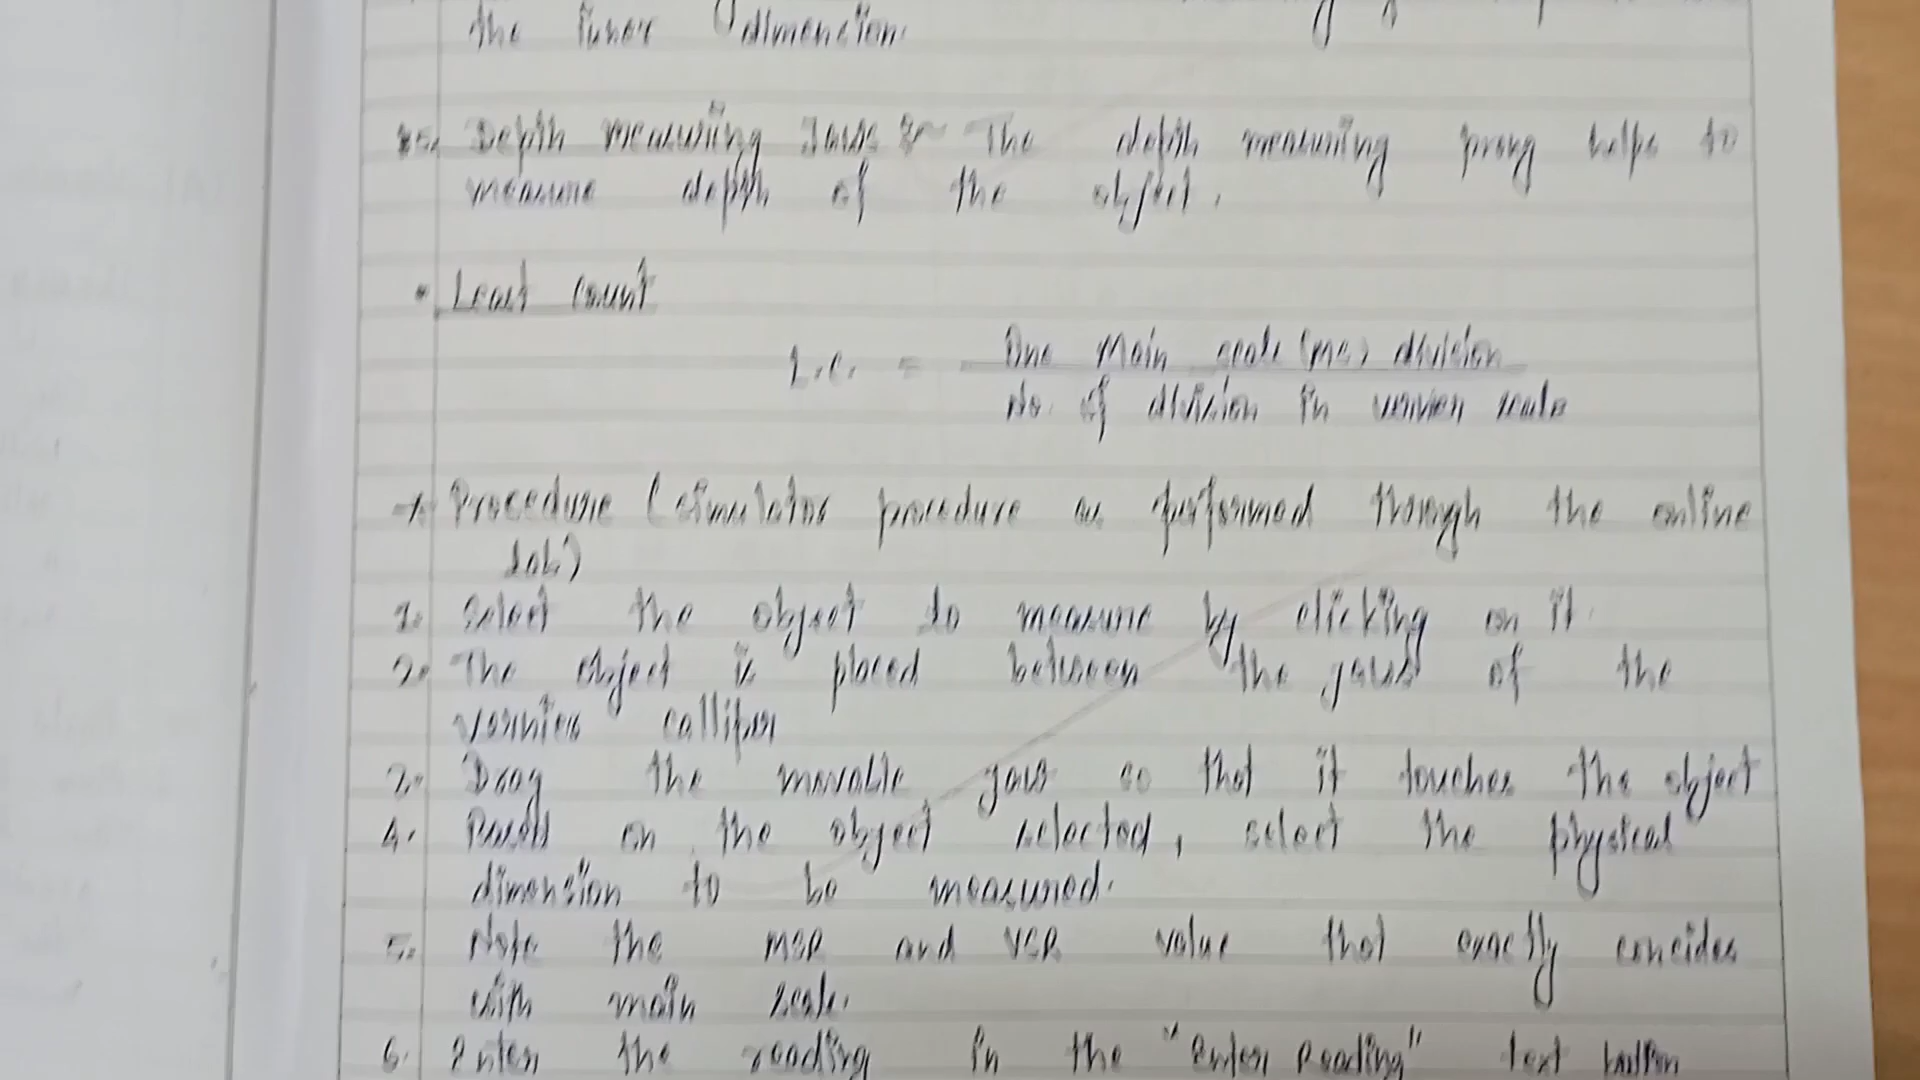 the inner dimension.
5. Depth measuring Jaws :~ The depth measuring prong helps to
measure depth of the object.
• Least count
L.C. = One Main scale (MS) division
No. of division in vernier scale
Procedure (simulator procedure as performed through the online
lab)
1. Select the object to measure by clicking on it.
2. The object is placed between the jaws of the
vernier calliper
3. Drag the movable jaw so that it touches the object
4. Based on the object selected, select the physical
dimension to be measured.
5. Note the MSR and VSR value that exactly concides
with main scale.
6. Enter the reading in the "Enter Reading" text button